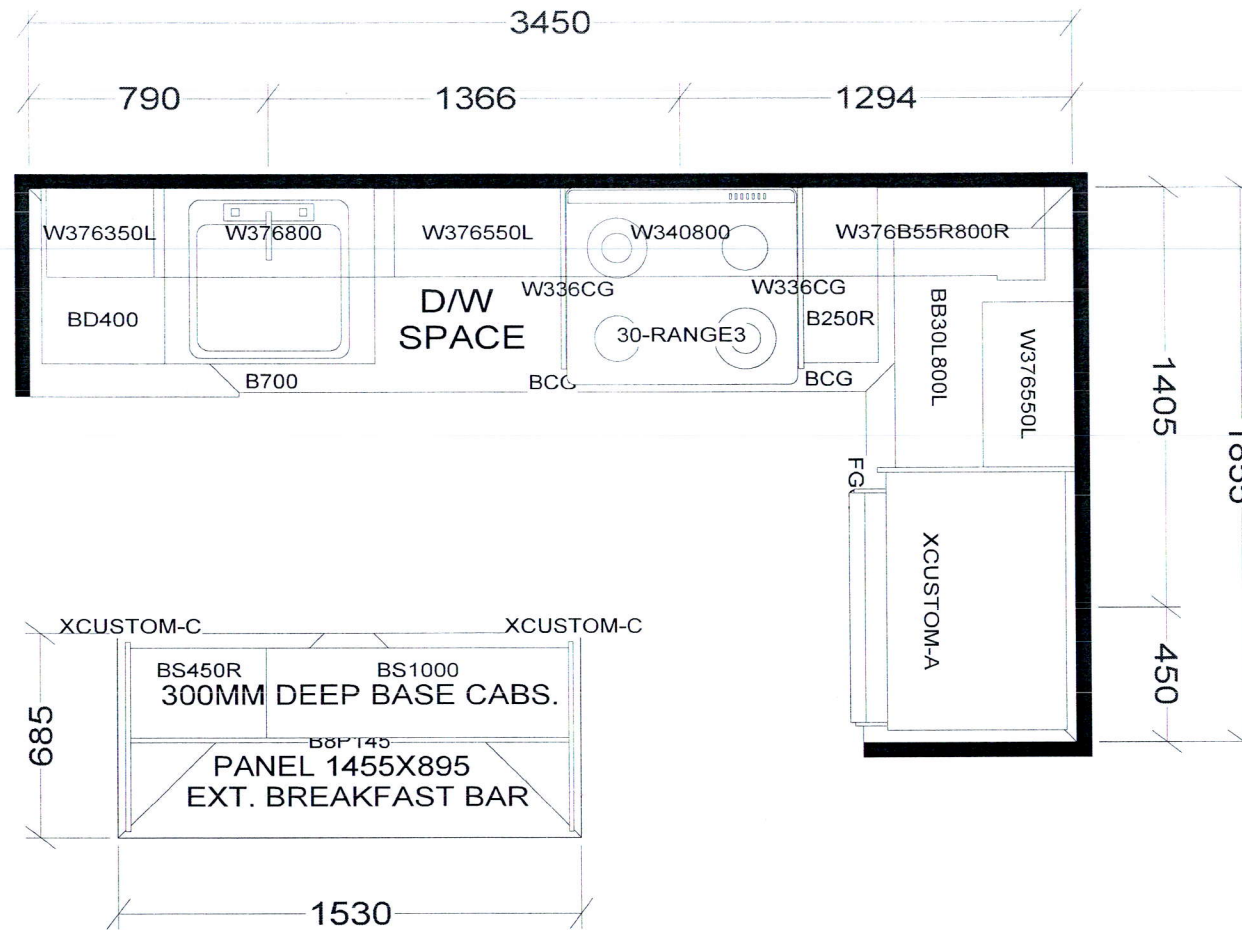 3450
790
1366
1294
W376350L
W376800
W376550L
W340800
W376B55R800R
W336CG
W336CG
D/W
SPACE
BD400
30-RANGE3
B250R
BB30L800L
W376550L
B700
BCG
BCG
1405
1855
FG
XCUSTOM-A
450
XCUSTOM-C
XCUSTOM-C
BS450R
BS1000
300MM DEEP BASE CABS.
685
PANEL 1455X895
EXT. BREAKFAST BAR
1530